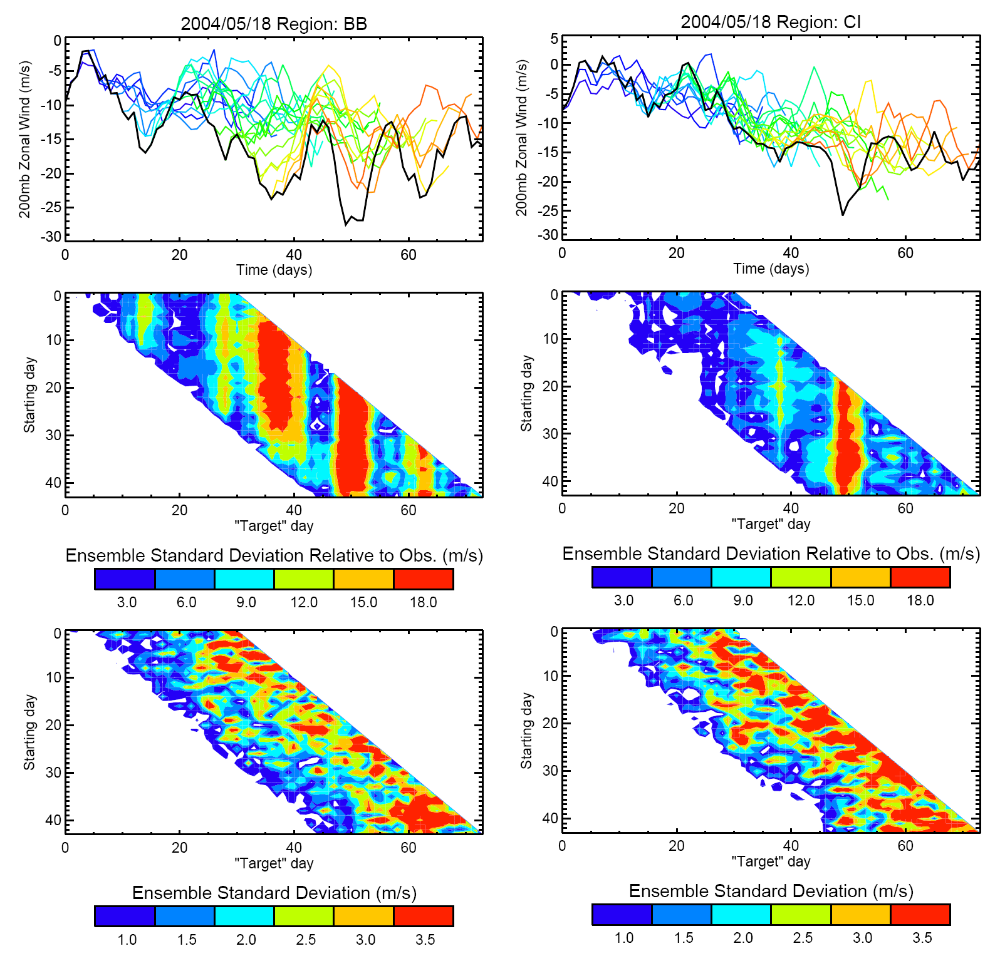 2004/05/18 Region: BB
200mb Zonal Wind (m/s)
0
-5
-10
-15
-20
-25
-30
0 20 40 60
Time (days)
2004/05/18 Region: CI
200mb Zonal Wind (m/s)
5
0
-5
-10
-15
-20
-25
-30
0 20 40 60
Time (days)
Starting day
0
10
20
30
40
0 20 40 60
"Target" day
Starting day
0
10
20
30
40
0 20 40 60
"Target" day
Ensemble Standard Deviation Relative to Obs. (m/s)
3.0 6.0 9.0 12.0 15.0 18.0
Ensemble Standard Deviation Relative to Obs. (m/s)
3.0 6.0 9.0 12.0 15.0 18.0
Starting day
0
10
20
30
40
0 20 40 60
"Target" day
Starting day
0
10
20
30
40
0 20 40 60
"Target" day
Ensemble Standard Deviation (m/s)
1.0 1.5 2.0 2.5 3.0 3.5
Ensemble Standard Deviation (m/s)
1.0 1.5 2.0 2.5 3.0 3.5